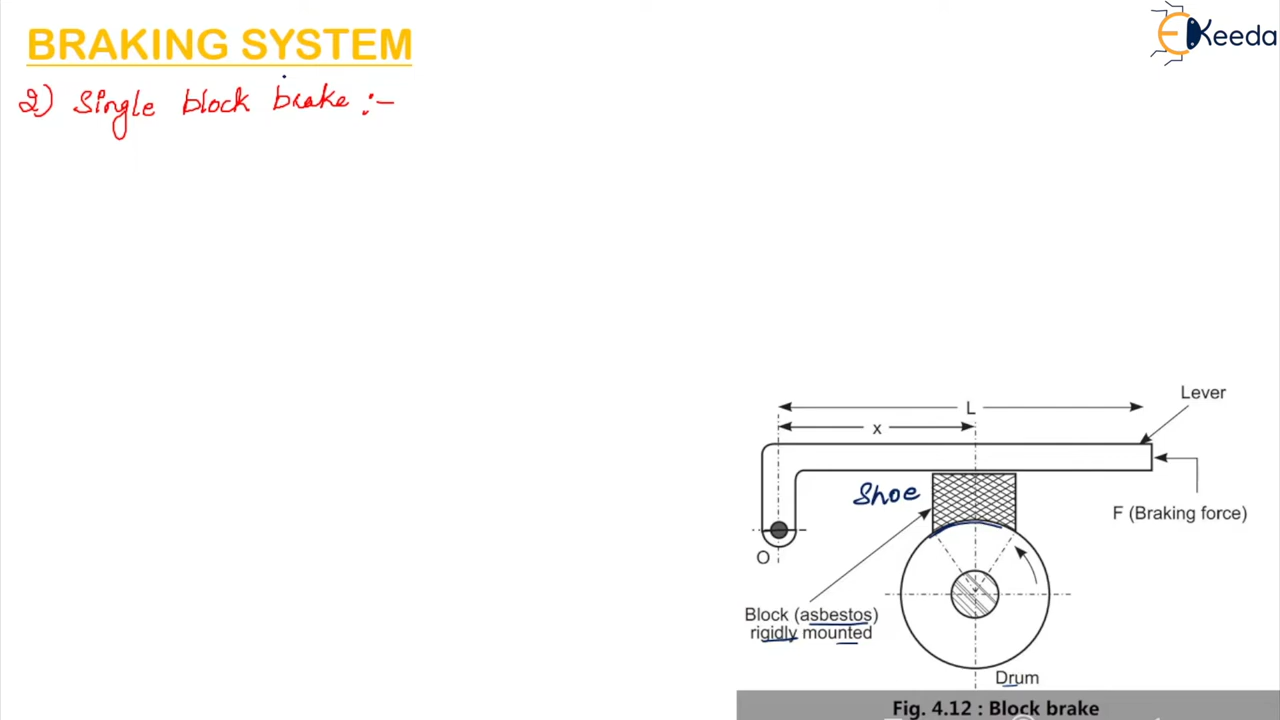 BRAKING SYSTEM
Keeda
2) Single block brake :-
Lever
L
x
Shoe
F (Braking force)
O
Block (asbestos)
rigidly mounted
Drum
Fig. 4.12 : Block brake